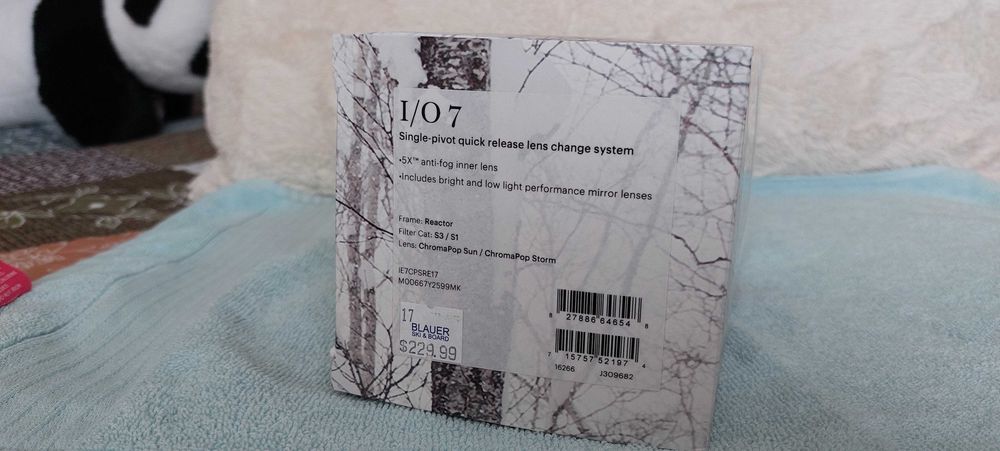 I/O 7
Single-pivot quick release lens change system
•5X™ anti-fog inner lens
•Includes bright and low light performance mirror lenses
Frame: Reactor
Filter Cat: S3 / S1
Lens: ChromaPop Sun / ChromaPop Storm
IE7CPSRE17
M00667Y2599MK
17
BLAUER
SKI & BOARD
$229.99
8 27886 64654 8
7 15757 52197 4
16266 J309682